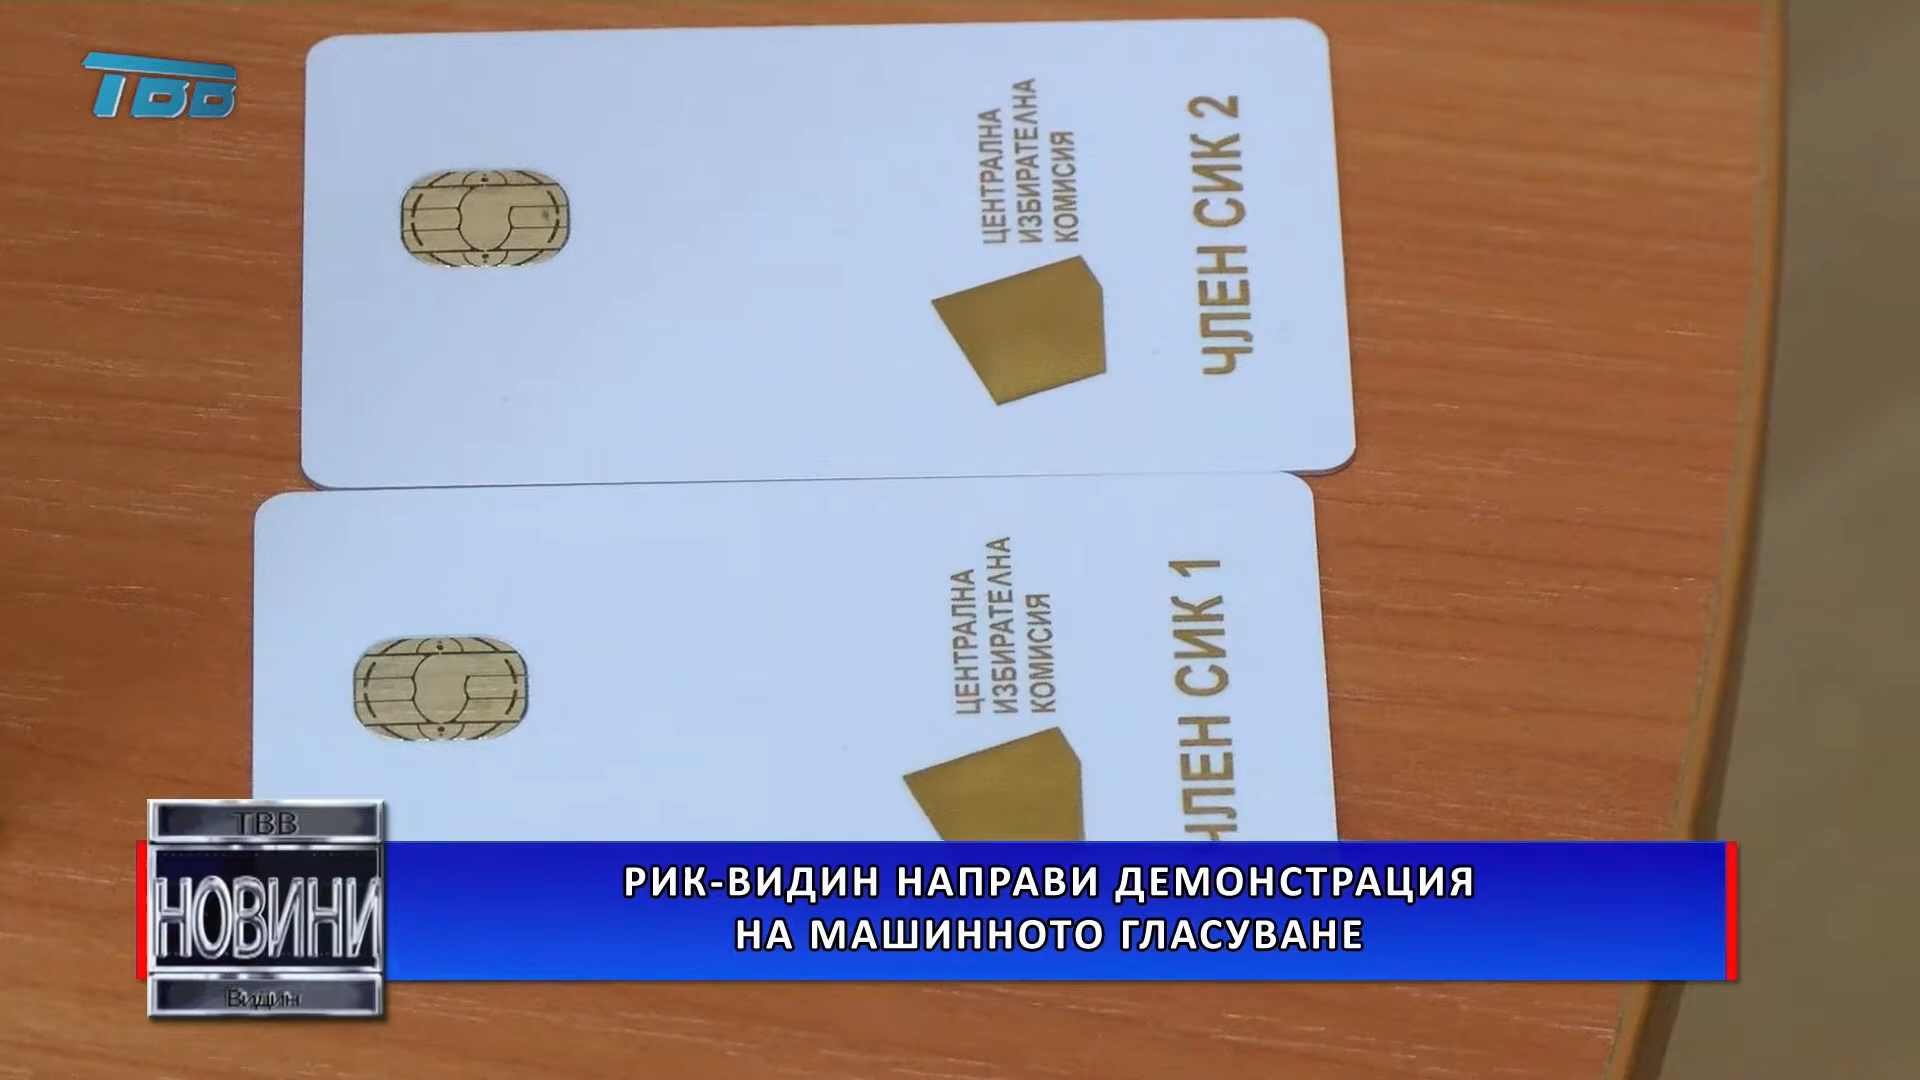 ТВВ
ЦЕНТРАЛНА
ИЗБИРАТЕЛНА
КОМИСИЯ
ЧЛЕН СИК 2
ЦЕНТРАЛНА
ИЗБИРАТЕЛНА
КОМИСИЯ
ЧЛЕН СИК 1
ТВВ
НОВИНИ
Видин
РИК-ВИДИН НАПРАВИ ДЕМОНСТРАЦИЯ
НА МАШИННОТО ГЛАСУВАНЕ